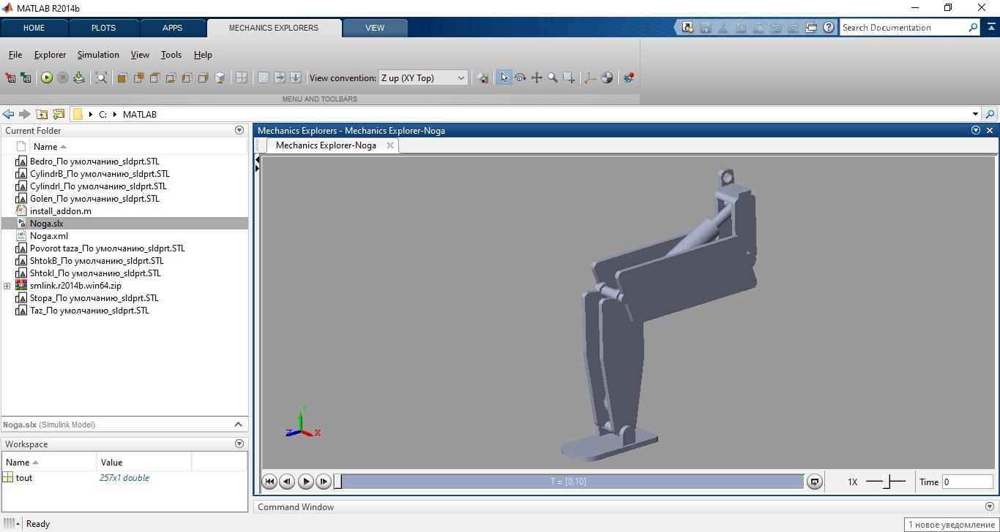 MATLAB R2014b
HOME PLOTS APPS MECHANICS EXPLORERS VIEW
Search Documentation
File Explorer Simulation View Tools Help
View convention: Z up (XY Top)
MENU AND TOOLBARS
C: MATLAB
Current Folder
Name
Bedro_По умолчанию_sldprt.STL
CylindrB_По умолчанию_sldprt.STL
CylindrI_По умолчанию_sldprt.STL
Golen_По умолчанию_sldprt.STL
install_addon.m
Noga.slx
Noga.xml
Povorot taza_По умолчанию_sldprt.STL
ShtokB_По умолчанию_sldprt.STL
ShtokI_По умолчанию_sldprt.STL
smlink.r2014b.win64.zip
Stopa_По умолчанию_sldprt.STL
Taz_По умолчанию_sldprt.STL
Noga.slx (Simulink Model)
Workspace
Name Value
tout 257x1 double
Mechanics Explorers - Mechanics Explorer-Noga
Mechanics Explorer-Noga
Y
Z X
T = [0,10]
1X Time 0
Command Window
Ready
1 новое уведомление